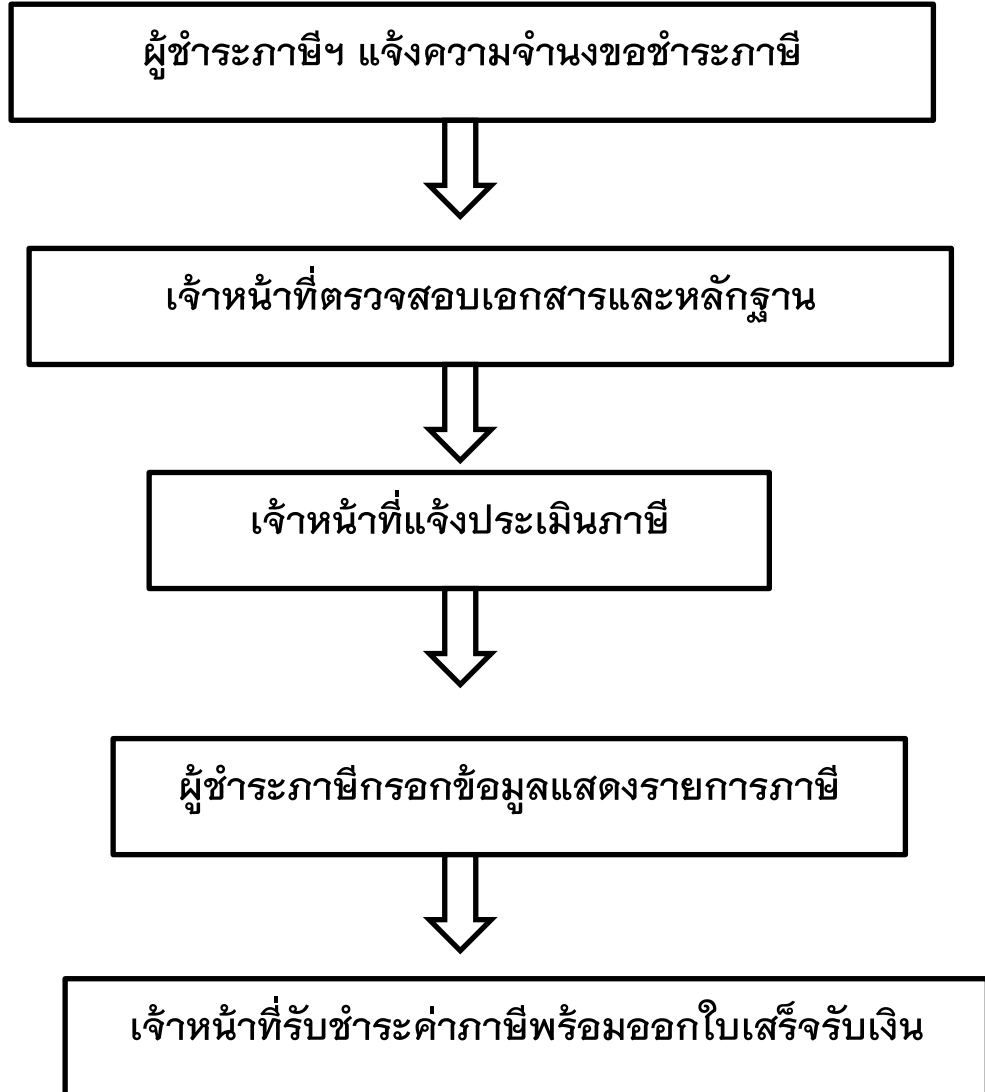 ผู้ชำระภาษีฯ แจ้งความจำนงขอชำระภาษี
เจ้าหน้าที่ตรวจสอบเอกสารและหลักฐาน
เจ้าหน้าที่แจ้งประเมินภาษี
ผู้ชำระภาษีกรอกข้อมูลแสดงรายการภาษี
เจ้าหน้าที่รับชำระค่าภาษีพร้อมออกใบเสร็จรับเงิน